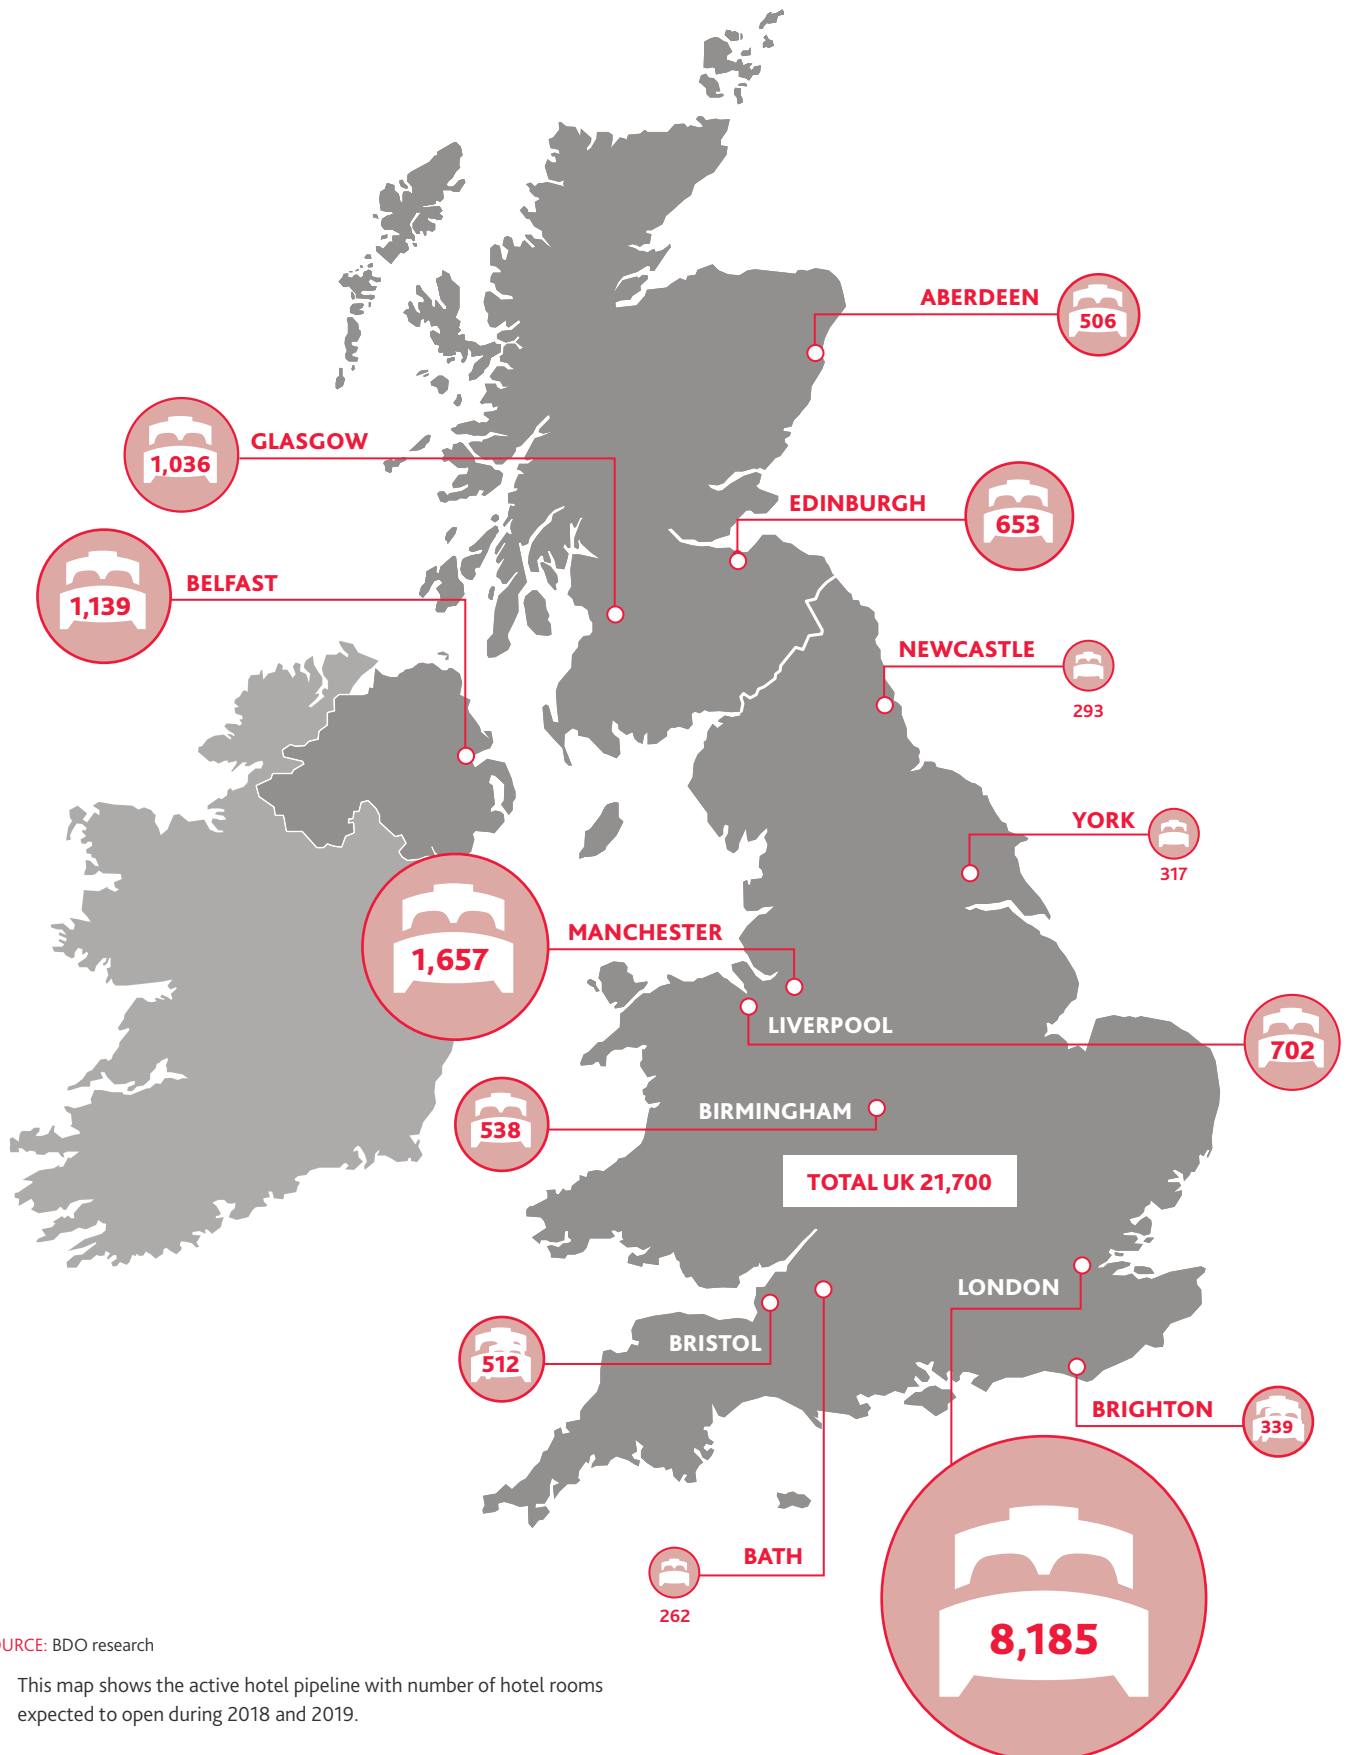 ABERDEEN
506
GLASGOW
1,036
EDINBURGH
653
BELFAST
1,139
NEWCASTLE
293
YORK
317
MANCHESTER
1,657
LIVERPOOL
702
BIRMINGHAM
538
TOTAL UK 21,700
LONDON
8,185
BRISTOL
512
BRIGHTON
339
BATH
262
OURCE: BDO research
This map shows the active hotel pipeline with number of hotel rooms
expected to open during 2018 and 2019.